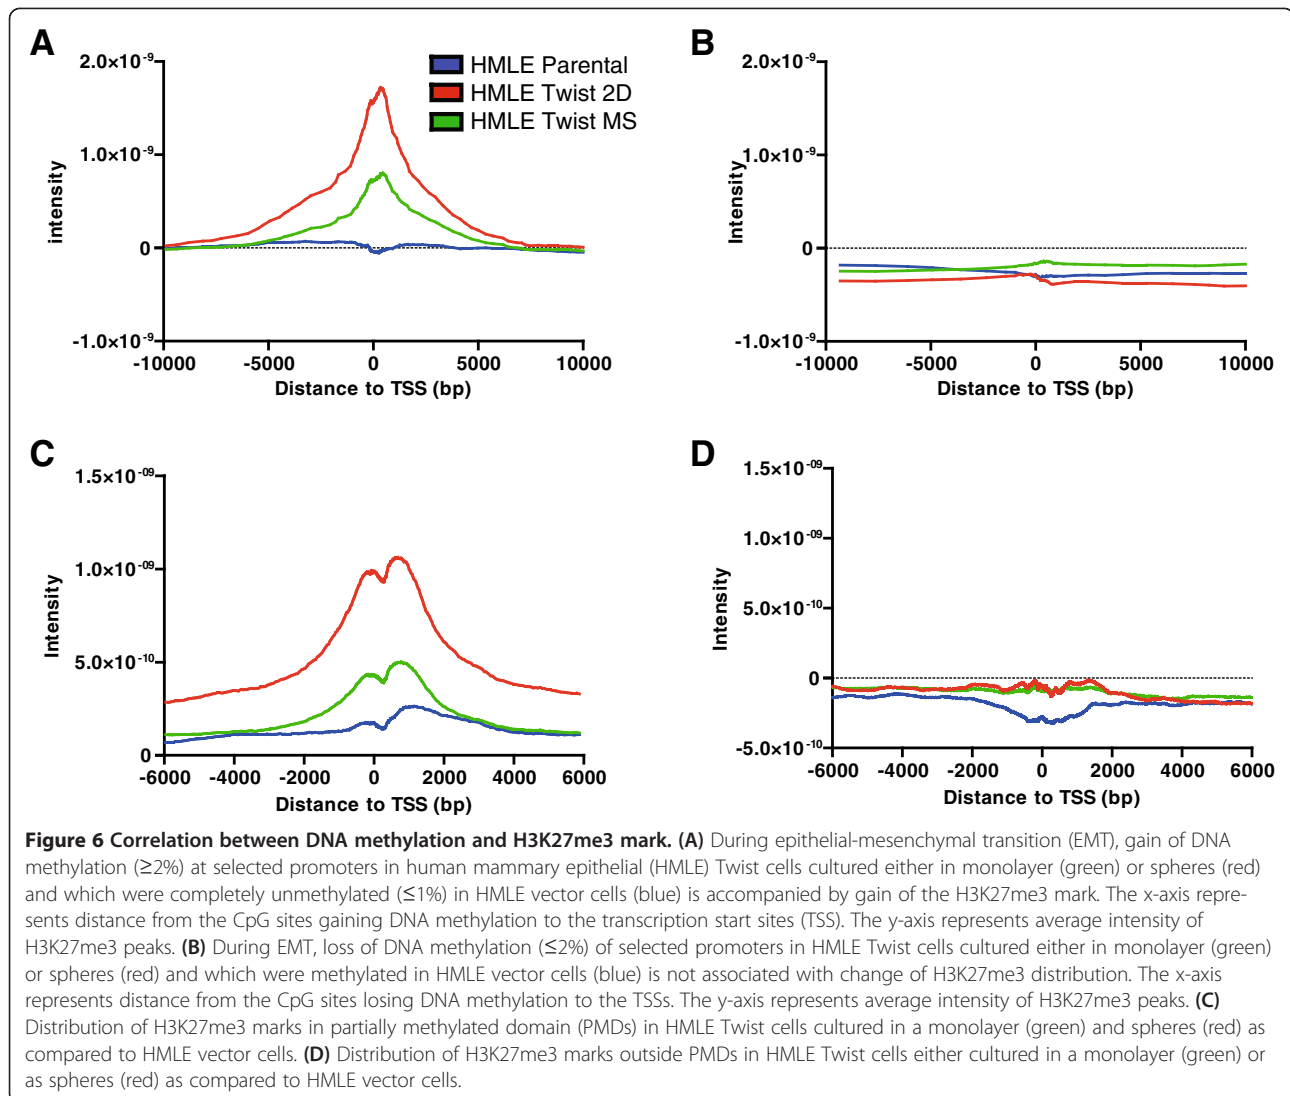 A
2.0×10⁻⁹
1.0×10⁻⁹
0
-1.0×10⁻⁹
intensity
-10000 -5000 0 5000 10000
Distance to TSS (bp)
HMLE Parental
HMLE Twist 2D
HMLE Twist MS
B
2.0×10⁻⁹
1.0×10⁻⁹
0
-1.0×10⁻⁹
Intensity
-10000 -5000 0 5000 10000
Distance to TSS (bp)
C
1.5×10⁻⁰⁹
1.0×10⁻⁰⁹
5.0×10⁻¹⁰
0
Intensity
-6000 -4000 -2000 0 2000 4000 6000
Distance to TSS (bp)
D
1.5×10⁻⁰⁹
1.0×10⁻⁰⁹
5.0×10⁻¹⁰
0
-5.0×10⁻¹⁰
Intensity
-6000 -4000 -2000 0 2000 4000 6000
Distance to TSS (bp)
Figure 6 Correlation between DNA methylation and H3K27me3 mark. (A) During epithelial-mesenchymal transition (EMT), gain of DNA
methylation (≥2%) at selected promoters in human mammary epithelial (HMLE) Twist cells cultured either in monolayer (green) or spheres (red)
and which were completely unmethylated (≤1%) in HMLE vector cells (blue) is accompanied by gain of the H3K27me3 mark. The x-axis repre-
sents distance from the CpG sites gaining DNA methylation to the transcription start sites (TSS). The y-axis represents average intensity of
H3K27me3 peaks. (B) During EMT, loss of DNA methylation (≤2%) of selected promoters in HMLE Twist cells cultured either in monolayer (green)
or spheres (red) and which were methylated in HMLE vector cells (blue) is not associated with change of H3K27me3 distribution. The x-axis
represents distance from the CpG sites losing DNA methylation to the TSSs. The y-axis represents average intensity of H3K27me3 peaks. (C)
Distribution of H3K27me3 marks in partially methylated domain (PMDs) in HMLE Twist cells cultured in a monolayer (green) and spheres (red) as
compared to HMLE vector cells. (D) Distribution of H3K27me3 marks outside PMDs in HMLE Twist cells either cultured in a monolayer (green) or
as spheres (red) as compared to HMLE vector cells.